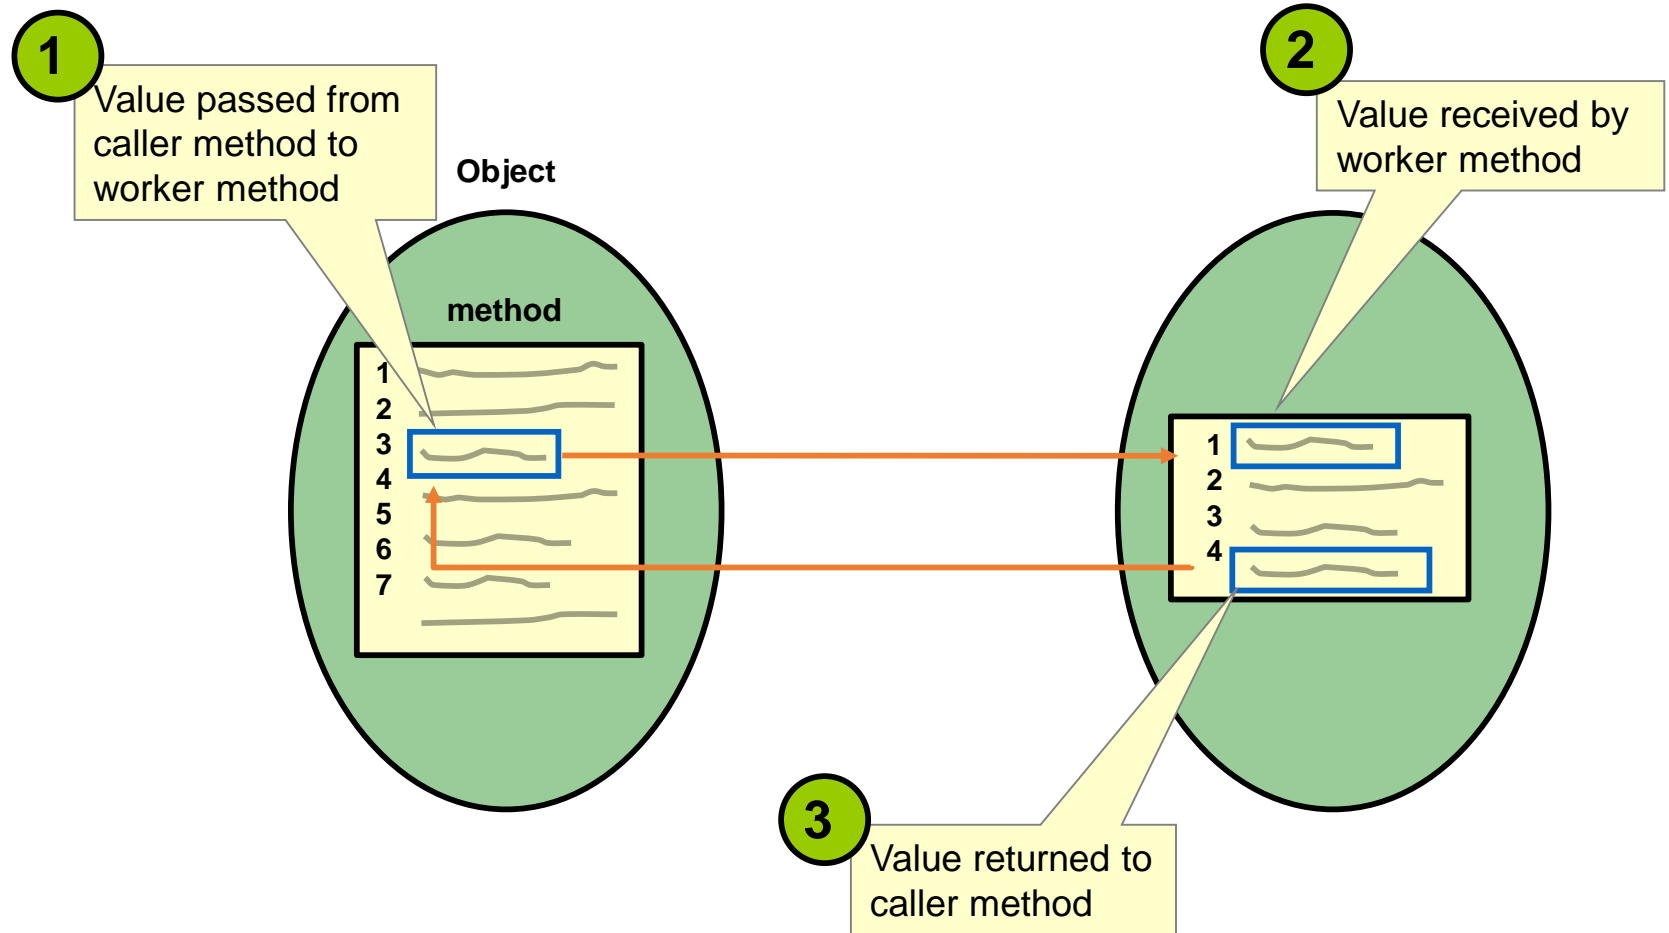 1
Value passed from
caller method to
worker method
2
Value received by
worker method
Object
method
1
2
3
4
5
6
7
1
2
3
4
3
Value returned to
caller method